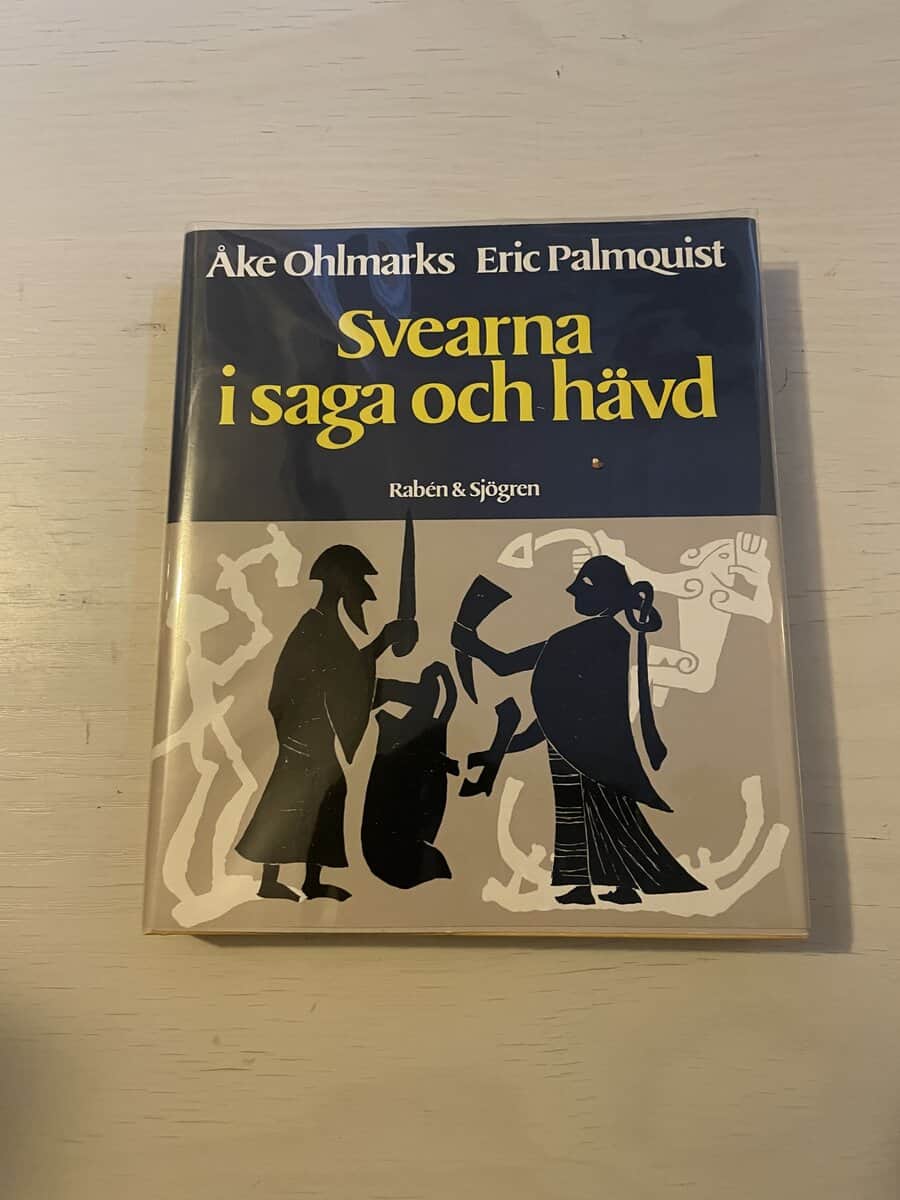 Åke Ohlmarks Eric Palmquist
Svearna
i saga och hävd
Rabén & Sjögren